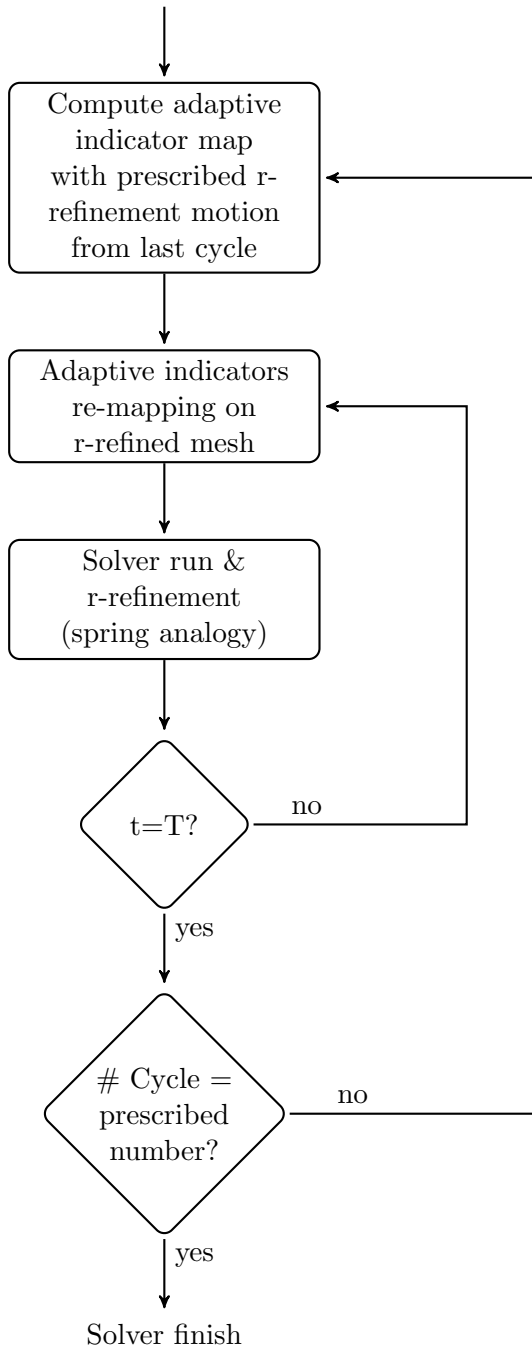 Compute adaptive
indicator map
with prescribed r-
refinement motion
from last cycle
Adaptive indicators
re-mapping on
r-refined mesh
Solver run &
r-refinement
(spring analogy)
t=T?
no
yes
# Cycle =
prescribed
number?
no
yes
Solver finish